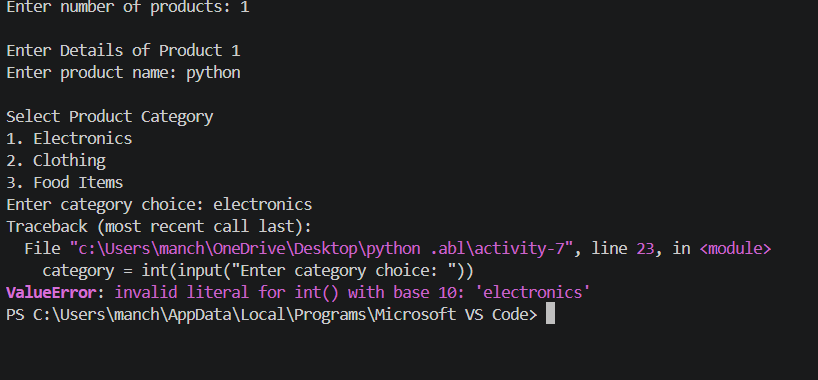 Enter number of products: 1
Enter Details of Product 1
Enter product name: python
Select Product Category
1. Electronics
2. Clothing
3. Food Items
Enter category choice: electronics
Traceback (most recent call last):
  File "c:\Users\manch\OneDrive\Desktop\python .abl\activity-7", line 23, in <module>
    category = int(input("Enter category choice: "))
ValueError: invalid literal for int() with base 10: 'electronics'
PS C:\Users\manch\AppData\Local\Programs\Microsoft VS Code>